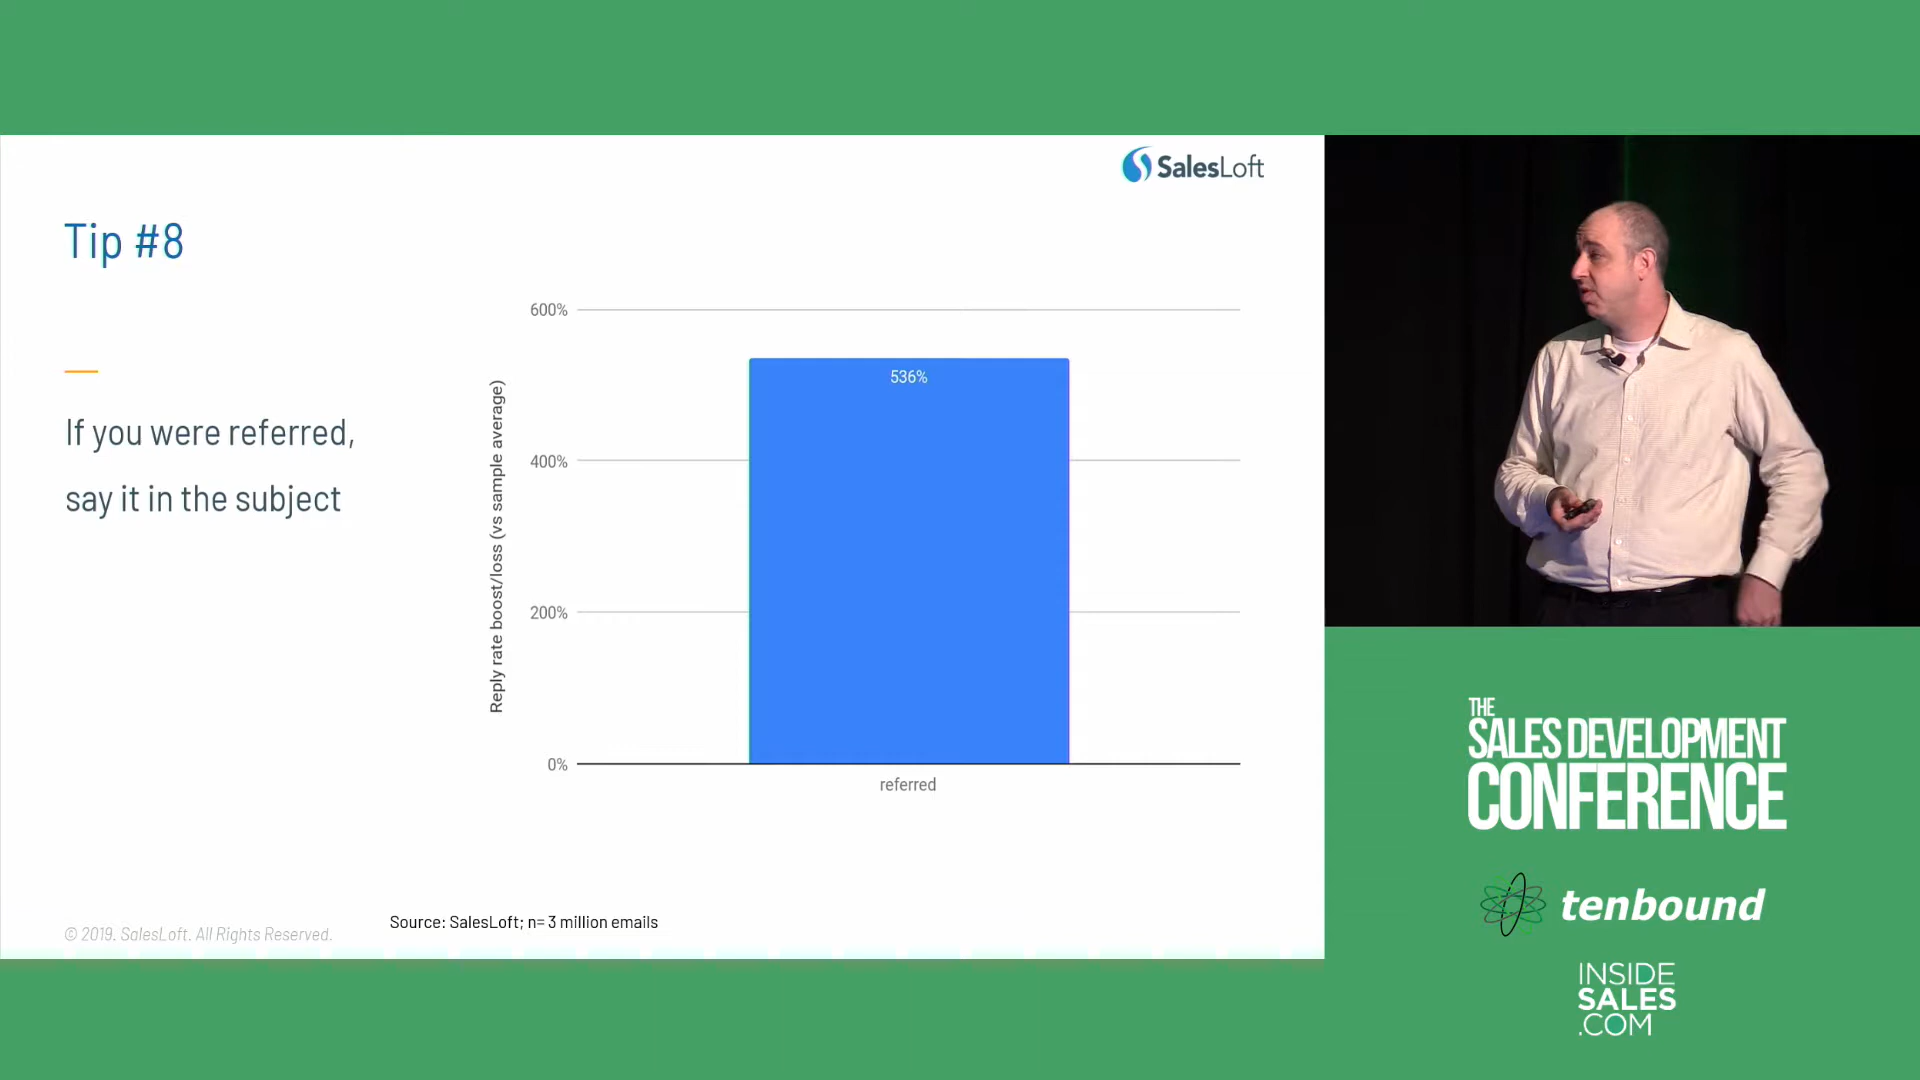 SalesLoft
Tip #8
If you were referred,
say it in the subject
Reply rate boost/loss (vs sample average)
600%
400%
200%
0%
536%
referred
Source: SalesLoft; n= 3 million emails
© 2019. SalesLoft. All Rights Reserved.
THE
SALES DEVELOPMENT
CONFERENCE
tenbound
INSIDE
SALES
.COM